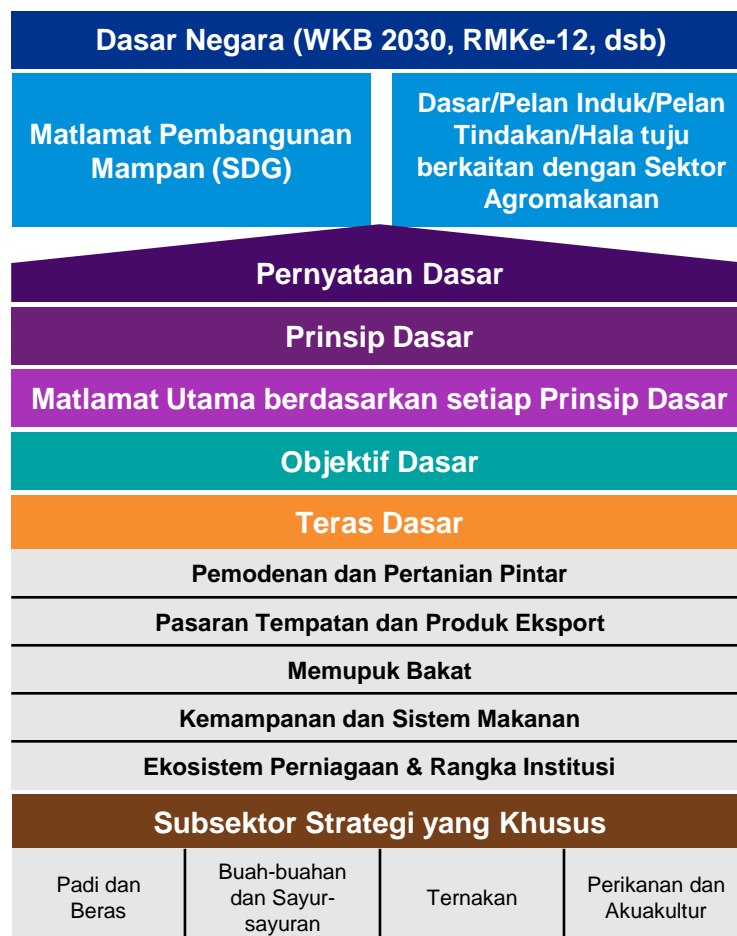 Dasar Negara (WKB 2030, RMKe-12, dsb)
Matlamat Pembangunan
Mampan (SDG)
Dasar/Pelan Induk/Pelan
Tindakan/Hala tuju
berkaitan dengan Sektor
Agromakanan
Pernyataan Dasar
Prinsip Dasar
Matlamat Utama berdasarkan setiap Prinsip Dasar
Objektif Dasar
Teras Dasar
Pemodenan dan Pertanian Pintar
Pasaran Tempatan dan Produk Eksport
Memupuk Bakat
Kemampanan dan Sistem Makanan
Ekosistem Perniagaan & Rangka Institusi
Subsektor Strategi yang Khusus
Padi dan
Beras
Buah-buahan
dan Sayur-
sayuran
Ternakan
Perikanan dan
Akuakultur